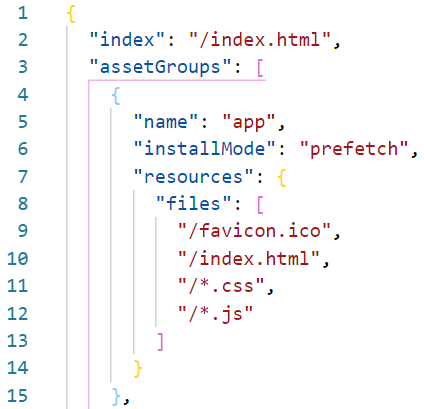 1 {
2 "index": "/index.html",
3 "assetGroups": [
4 {
5 "name": "app",
6 "installMode": "prefetch",
7 "resources": {
8 "files": [
9 "/favicon.ico",
10 "/index.html",
11 "/*.css",
12 "/*.js"
13 ]
14 }
15 },